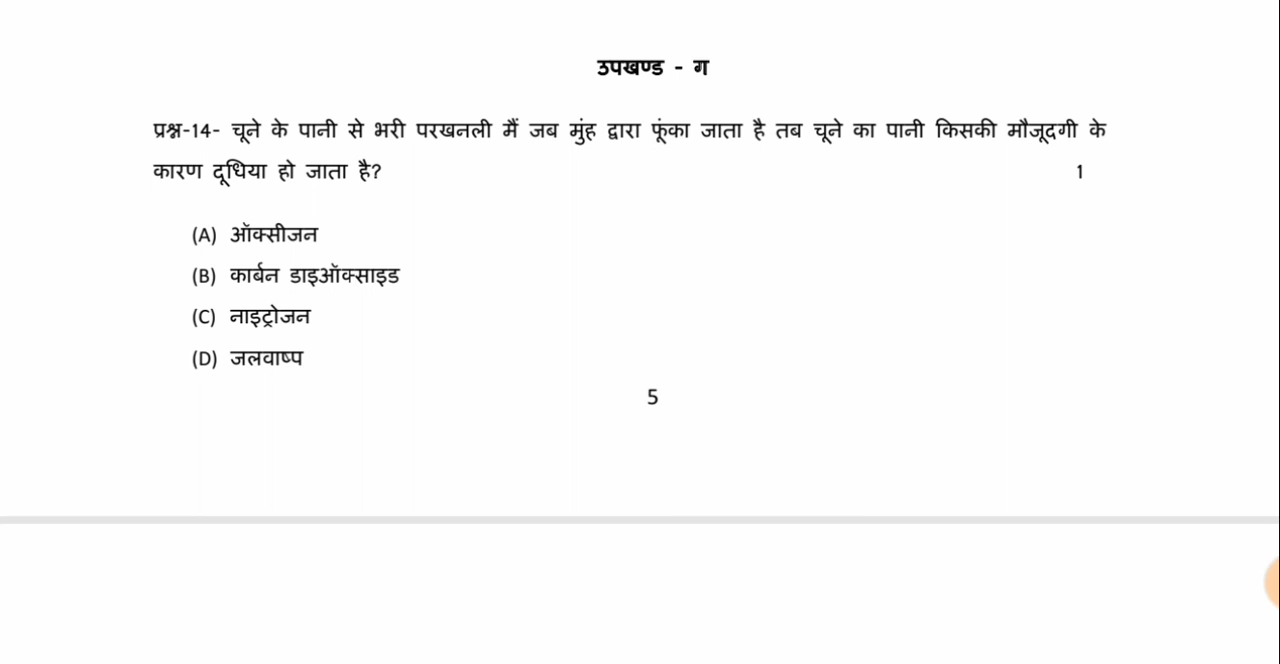 उपखण्ड - ग
प्रश्न-14- चूने के पानी से भरी परखनली मैं जब मुंह द्वारा फूंका जाता है तब चूने का पानी किसकी मौजूदगी के
कारण दूधिया हो जाता है? 1
(A) ऑक्सीजन
(B) कार्बन डाइऑक्साइड
(C) नाइट्रोजन
(D) जलवाष्प
5